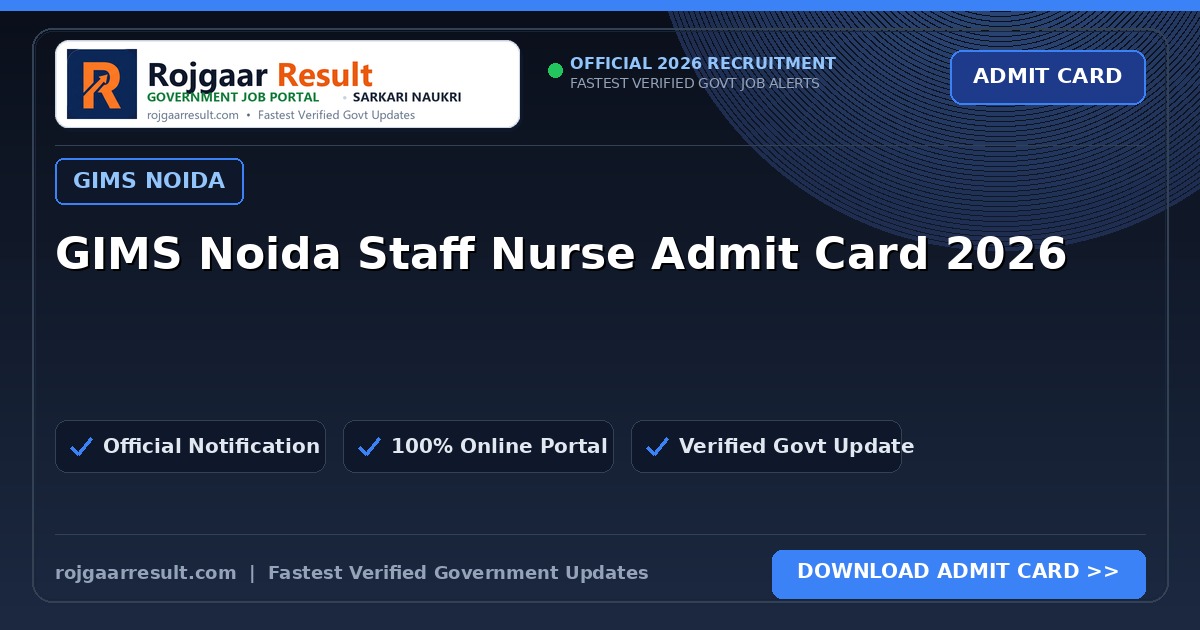 Rojgaar Result
GOVERNMENT JOB PORTAL • SARKARI NAUKRI
rojgaarresult.com • Fastest Verified Govt Updates
OFFICIAL 2026 RECRUITMENT
FASTEST VERIFIED GOVT JOB ALERTS
ADMIT CARD
GIMS NOIDA
GIMS Noida Staff Nurse Admit Card 2026
Official Notification
100% Online Portal
Verified Govt Update
rojgaarresult.com | Fastest Verified Government Updates
DOWNLOAD ADMIT CARD >>